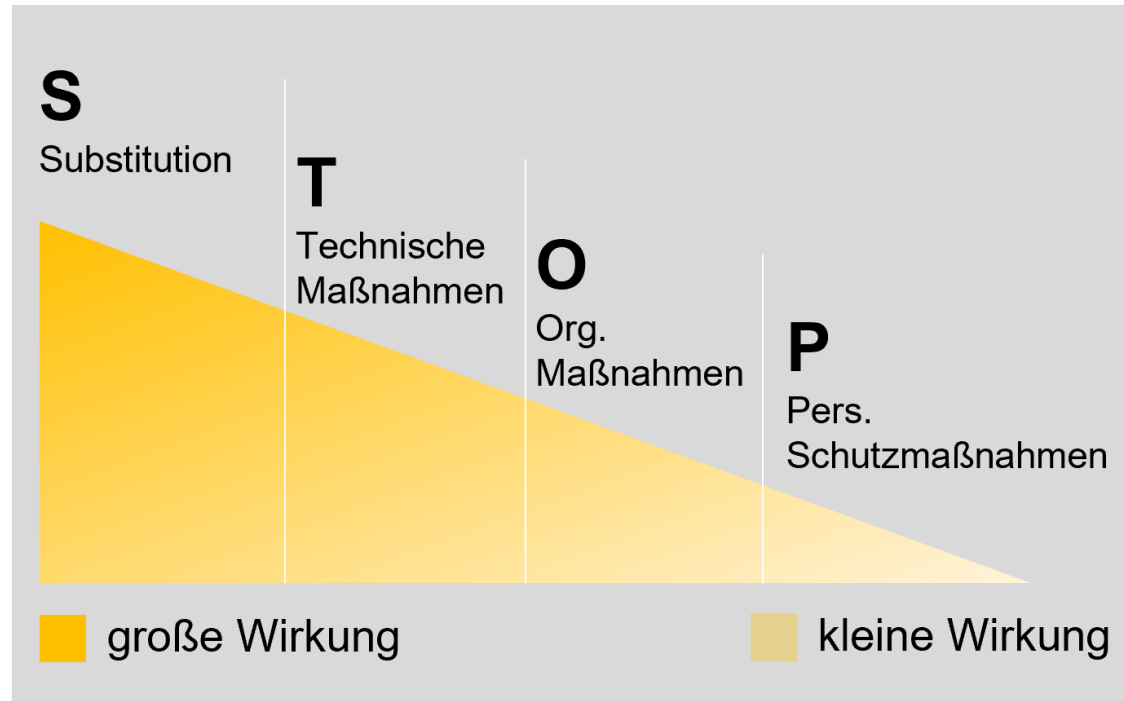 S
Substitution
T
Technische
Maßnahmen
O
Org.
Maßnahmen
P
Pers.
Schutzmaßnahmen
große Wirkung
kleine Wirkung